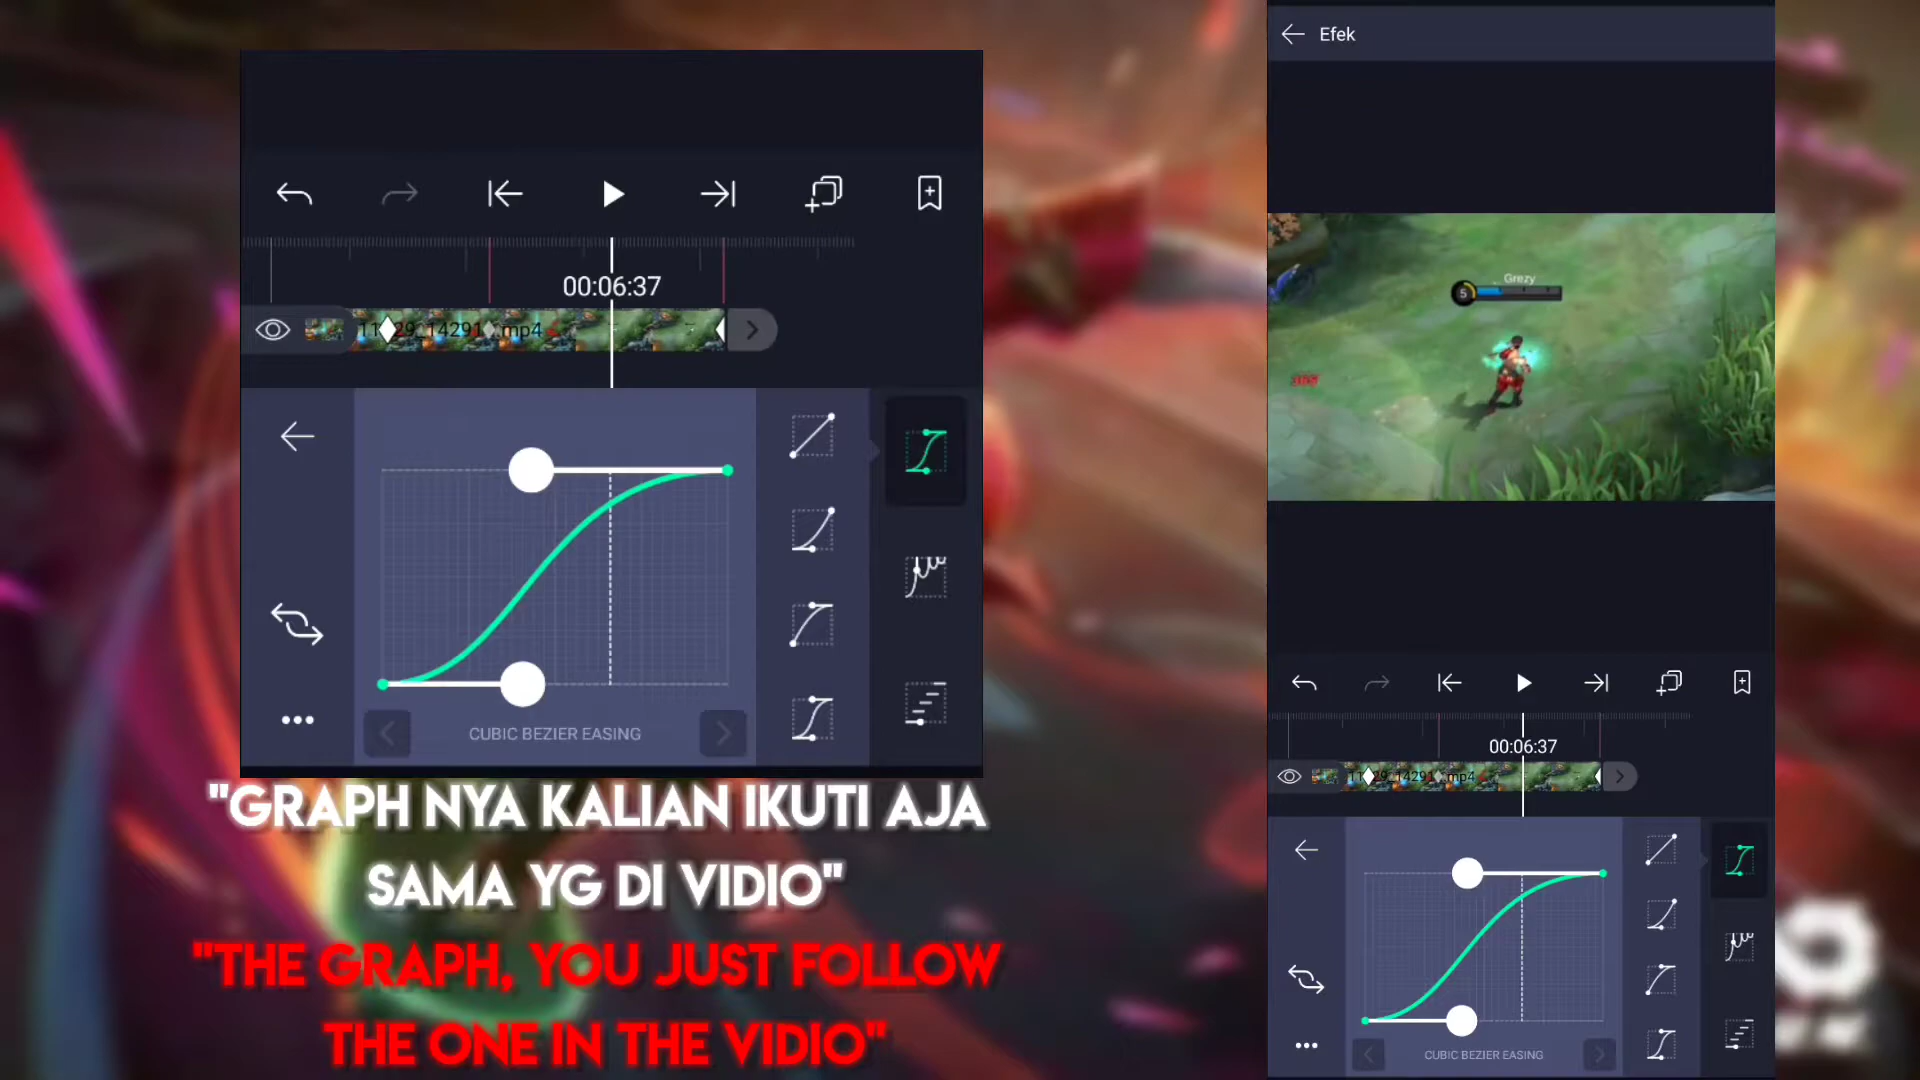 00:06:37
"GRAPH NYA KALIAN IKUTI AJA
SAMA YG DI VIDIO"
"THE GRAPH, YOU JUST FOLLOW
THE ONE IN THE VIDIO"
CUBIC BEZIER EASING
Efek
Grezy
5
00:06:37
CUBIC BEZIER EASING